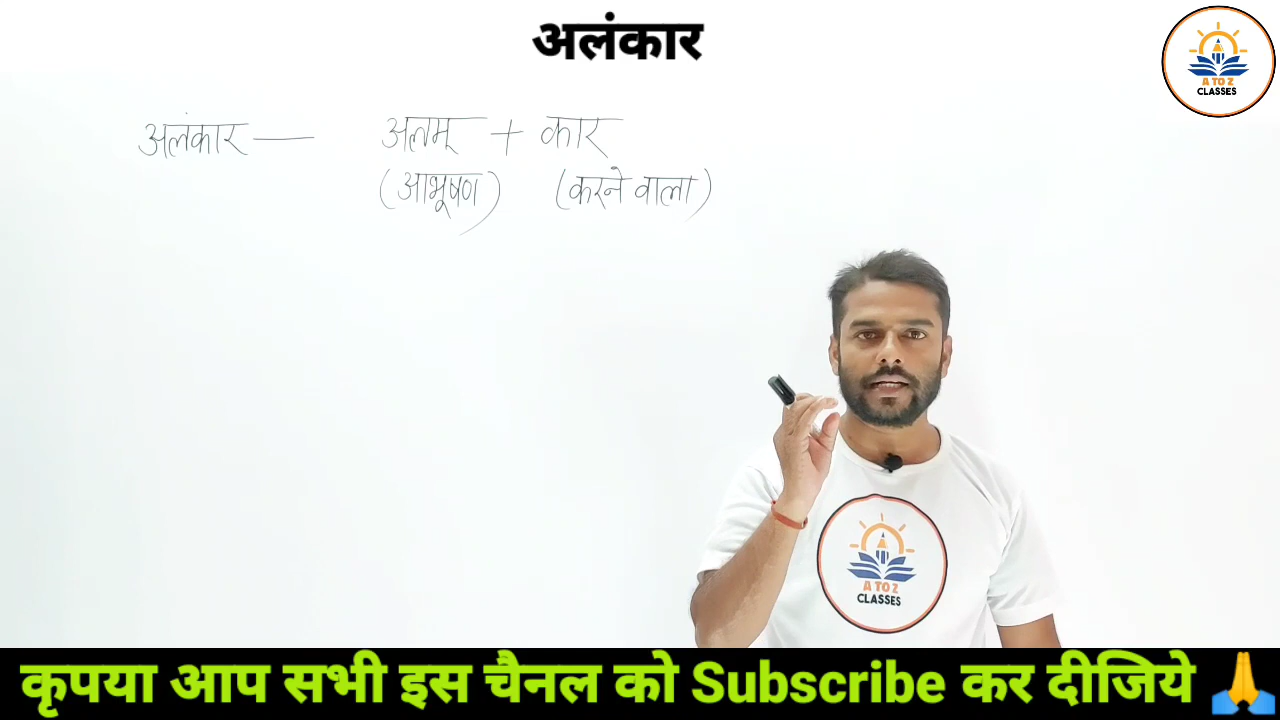 अलंकार
A TO Z
CLASSES
अलंकार — अलम् + कार
(आभूषण) (करने वाला)
A TO Z
CLASSES
कृपया आप सभी इस चैनल को Subscribe कर दीजिये 🙏